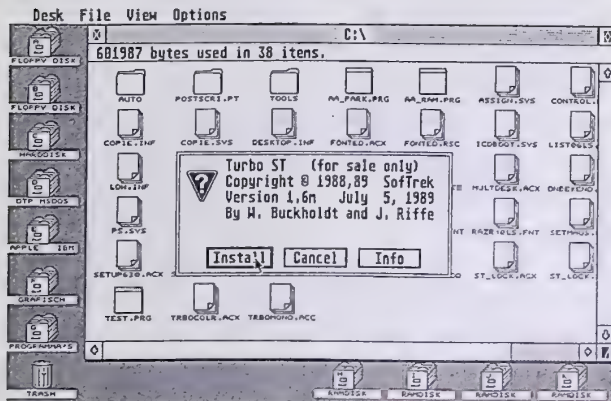 Desk File View Options
C:\
601987 bytes used in 38 items.
FLOPPY DISK
FLOPPY DISK
HARDDISK
DTP MSDOS
APPLE IBM
GRAFISCH
PROGRAMMA'S
TRASH
AUTO POSTSCRI.PT TOOLS AA_PARK.PRG AA_RAM.PRG ASSIGN.SYS CONTROL.
COPIE.INF COPIE.SYS DESKTOP.INF FONTED.ACX FONTED.RSC ICDBOOT.SYS
LOW.INF
PS.SYS
SETUP610.ACX ST_LOCK.ACX ST_LOCK.
TEST.PRG TRBOCOLR.ACX TRBOMONO.ACC
Turbo ST (for sale only)
Copyright © 1988,89 SofTrek
Version 1.6m July 5, 1989
By W. Buckholdt and J. Riffe
Install Cancel Info
RAMDISK RAMDISK RAMDISK RAMDISK